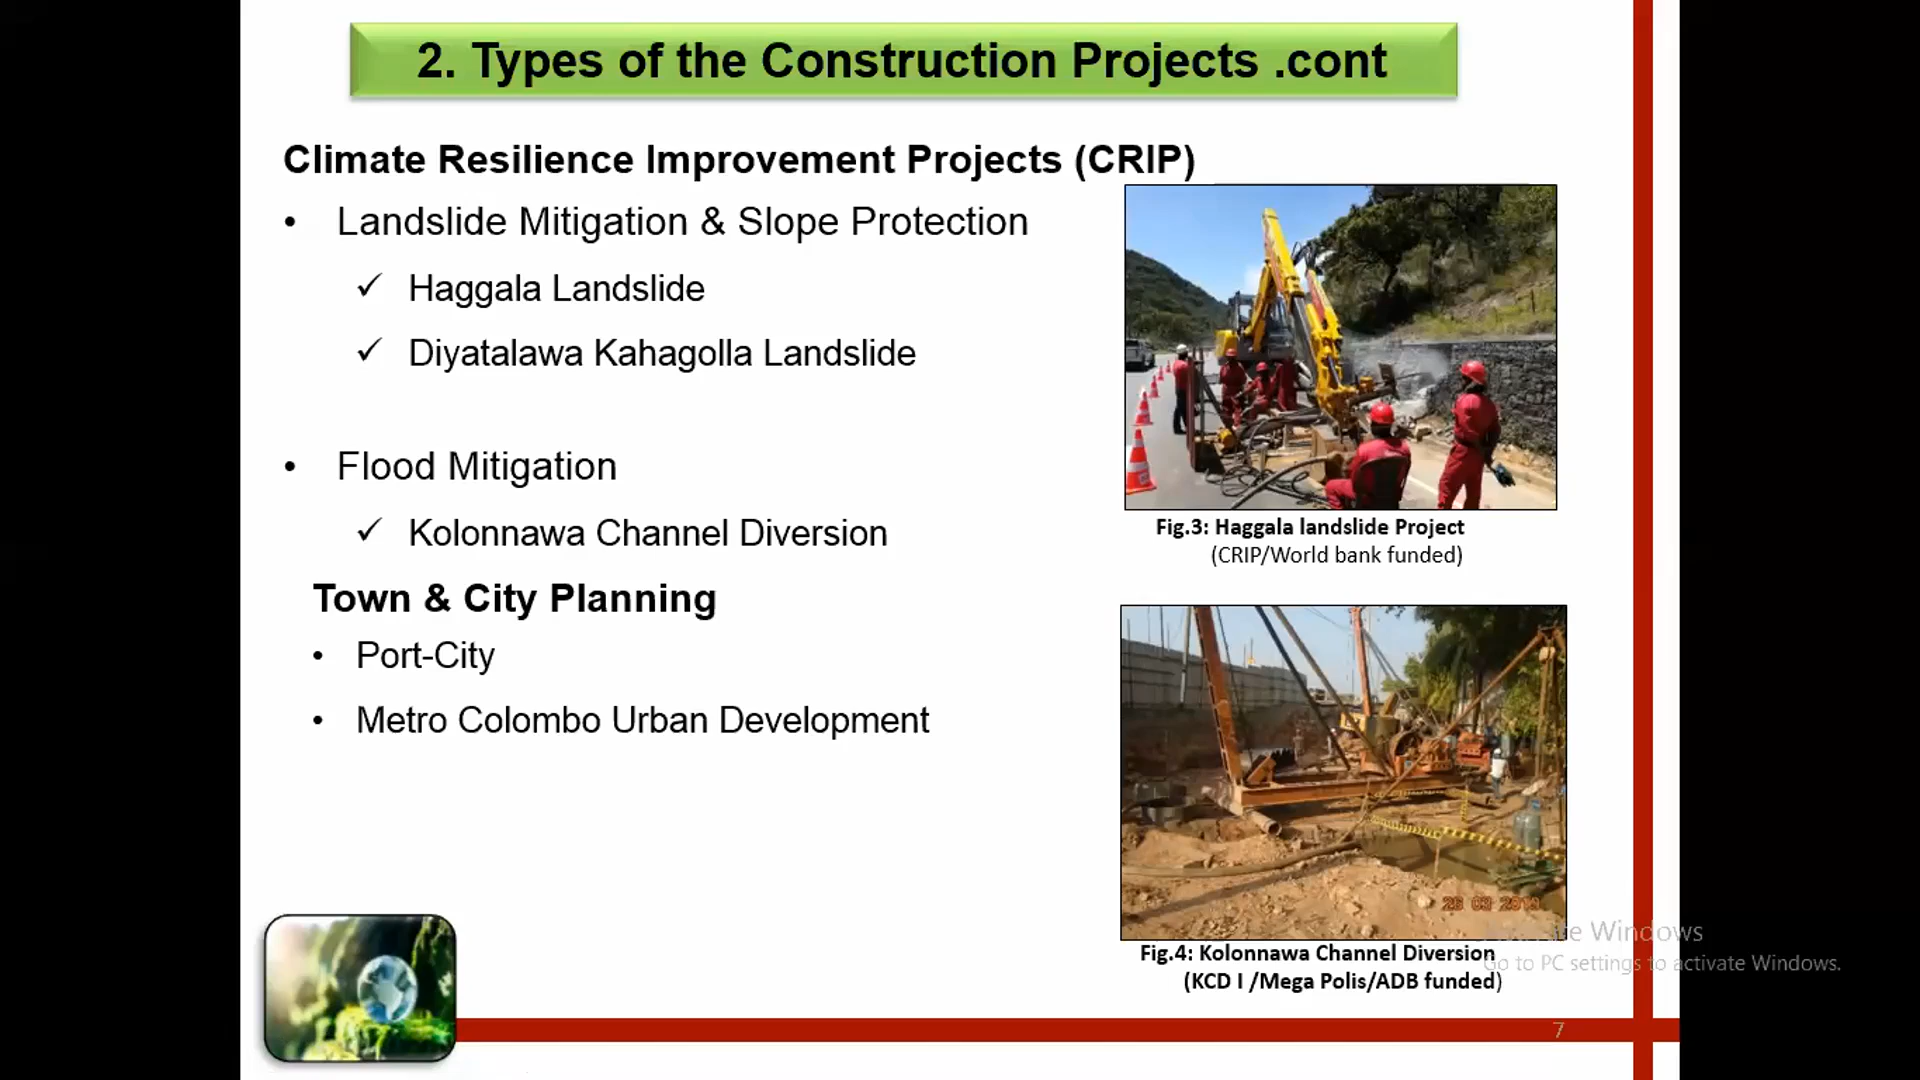 2. Types of the Construction Projects .cont
Climate Resilience Improvement Projects (CRIP)
• Landslide Mitigation & Slope Protection
✓ Haggala Landslide
✓ Diyatalawa Kahagolla Landslide
• Flood Mitigation
✓ Kolonnawa Channel Diversion
Town & City Planning
• Port-City
• Metro Colombo Urban Development
Fig.3: Haggala landslide Project
(CRIP/World bank funded)
Fig.4: Kolonnawa Channel Diversion
(KCD I /Mega Polis/ADB funded)
Windows
Go to PC settings to activate Windows.
7